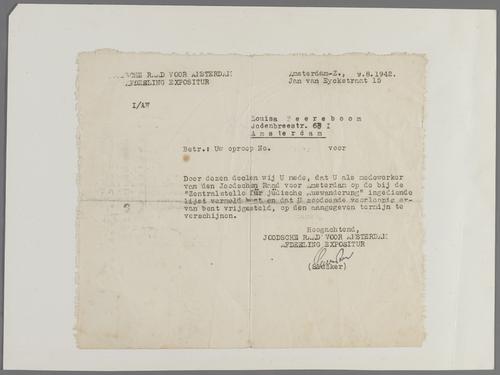 JOODSCHE RAAD VOOR AMSTERDAM
AFDEELING EXPOSITUR
Amsterdam-Z., v.8.1942.
Jan van Eyckstraat 15
I/AW
Louisa Peereboom
Jodenbreestr. 68 I
Amsterdam
Betr.: Uw oproep No. voor
Door dezen deelen wij U mede, dat U als medewerker
van den Joodschen Raad voor Amsterdam op de bij de
"Zentralstelle für jüdische Auswanderung" ingediende
lijst vermeld bent en dat U zoodoende voorloopig er-
van bent vrijgesteld, op den aangegeven termijn te
verschijnen.
Hoogachtend,
JOODSCHE RAAD VOOR AMSTERDAM
AFDEELING EXPOSITUR
(Sluzker)